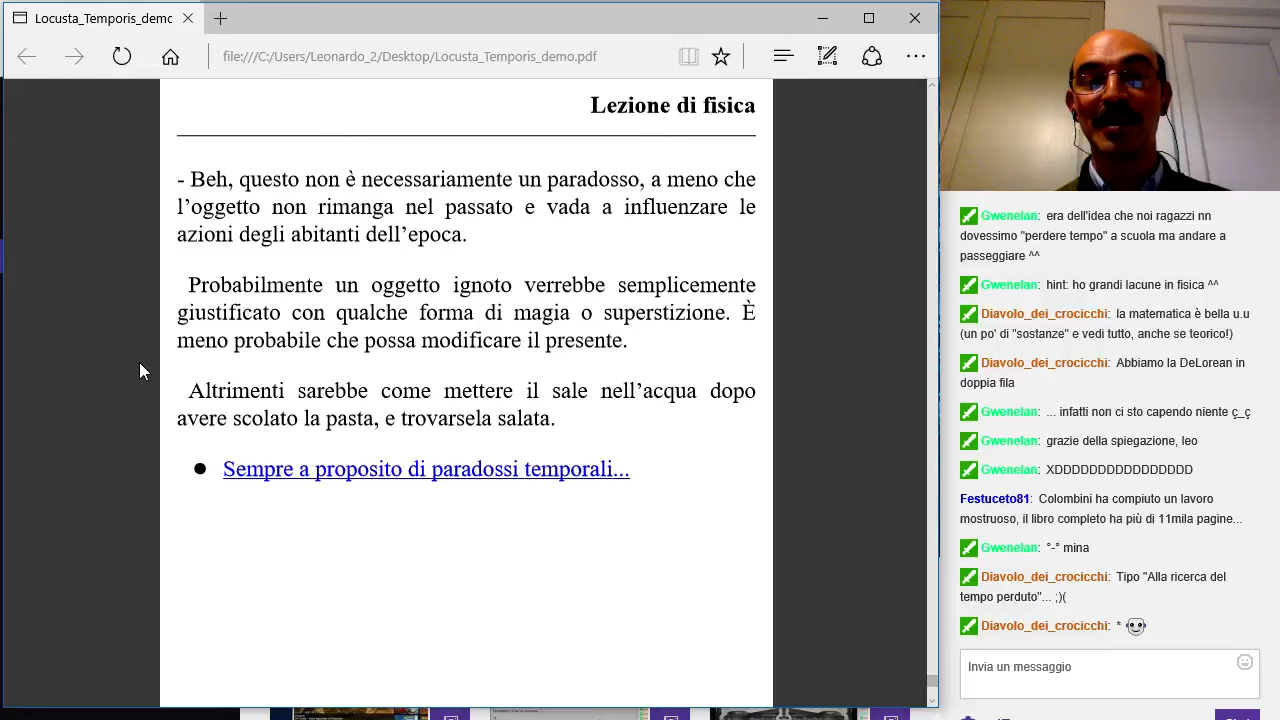 Locusta_Temporis_demo
file:///C:/Users/Leonardo_2/Desktop/Locusta_Temporis_demo.pdf
Lezione di fisica
- Beh, questo non è necessariamente un paradosso, a meno che
l'oggetto non rimanga nel passato e vada a influenzare le
azioni degli abitanti dell'epoca.
Probabilmente un oggetto ignoto verrebbe semplicemente
giustificato con qualche forma di magia o superstizione. È
meno probabile che possa modificare il presente.
Altrimenti sarebbe come mettere il sale nell'acqua dopo
avere scolato la pasta, e trovarsela salata.
● Sempre a proposito di paradossi temporali...
Gwenelan: era dell'idea che noi ragazzi nn
dovessimo "perdere tempo" a scuola ma andare a
passeggiare ^^
Gwenelan: hint: ho grandi lacune in fisica ^^
Diavolo_dei_crocicchi: la matematica è bella u.u
(un po' di "sostanze" e vedi tutto, anche se teorico!)
Diavolo_dei_crocicchi: Abbiamo la DeLorean in
doppia fila
Gwenelan: ... infatti non ci sto capendo niente ç_ç
Gwenelan: grazie della spiegazione, leo
Gwenelan: XDDDDDDDDDDDDDDDDD
Festuceto81: Colombini ha compiuto un lavoro
mostruoso, il libro completo ha più di 11mila pagine...
Gwenelan: °-° mina
Diavolo_dei_crocicchi: Tipo "Alla ricerca del
tempo perduto"... ;)(
Diavolo_dei_crocicchi: *
Invia un messaggio